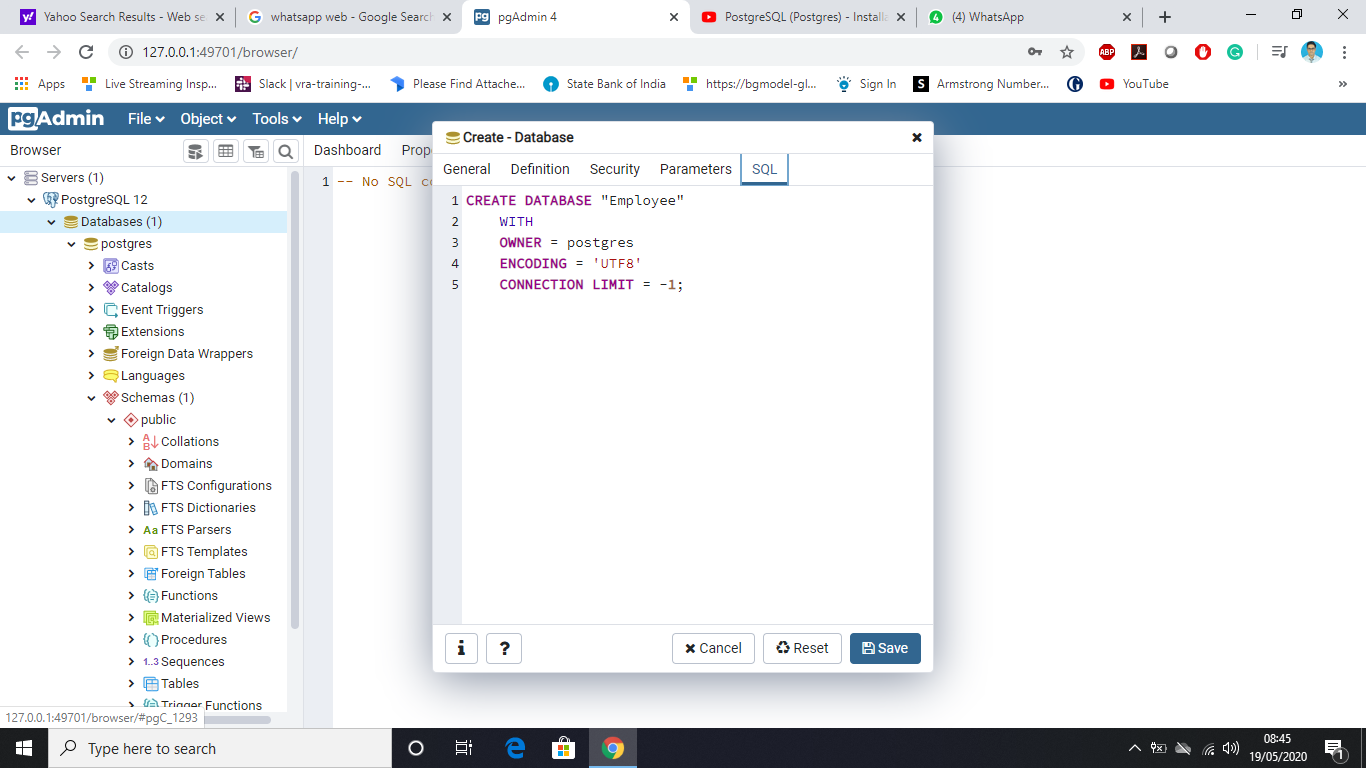 Yahoo Search Results - Web se
whatsapp web - Google Search
pgAdmin 4
PostgreSQL (Postgres) - Installa
(4) WhatsApp
127.0.0.1:49701/browser/
Apps
Live Streaming Insp...
Slack | vra-training-...
Please Find Attache...
State Bank of India
https://bgmodel-gl...
Sign In
Armstrong Number...
YouTube
pgAdmin
File
Object
Tools
Help
Browser
Dashboard
Prop
Servers (1)
PostgreSQL 12
Databases (1)
postgres
Casts
Catalogs
Event Triggers
Extensions
Foreign Data Wrappers
Languages
Schemas (1)
public
Collations
Domains
FTS Configurations
FTS Dictionaries
FTS Parsers
FTS Templates
Foreign Tables
Functions
Materialized Views
Procedures
1..3 Sequences
Tables
Trigger Functions
127.0.0.1:49701/browser/#pgC_1293
1 -- No SQL co
Create - Database
General
Definition
Security
Parameters
SQL
1 CREATE DATABASE "Employee"
2 WITH
3 OWNER = postgres
4 ENCODING = 'UTF8'
5 CONNECTION LIMIT = -1;
i
?
Cancel
Reset
Save
Type here to search
08:45
19/05/2020
1